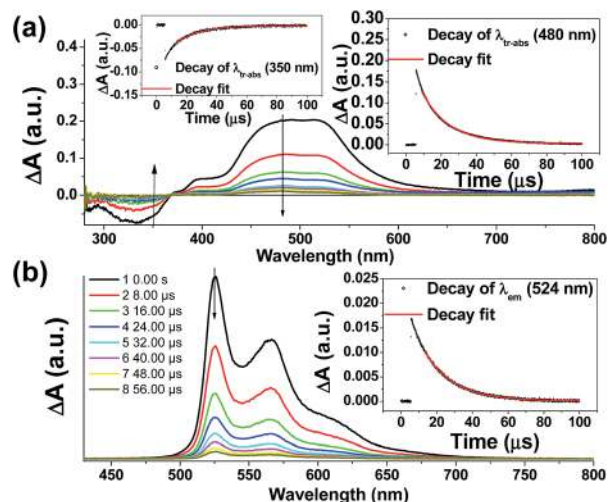 (a)
ΔA (a.u.)
0.4
0.3
0.2
0.1
0.0
0.00
-0.05
-0.10
-0.15
ΔA (a.u.)
Decay of λtr-abs (350 nm)
Decay fit
0 20 40 60 80 100
Time (μs)
0.30
0.25
0.20
0.15
0.10
0.05
0.00
ΔA (a.u.)
Decay of λtr-abs (480 nm)
Decay fit
0 20 40 60 80 100
Time (μs)
300 400 500 600 700 800
Wavelength (nm)
(b)
ΔA (a.u.)
1 0.00 s
2 8.00 μs
3 16.00 μs
4 24.00 μs
5 32.00 μs
6 40.00 μs
7 48.00 μs
8 56.00 μs
0.025
0.020
0.015
0.010
0.005
0.000
ΔA (a.u.)
Decay of λem (524 nm)
Decay fit
0 20 40 60 80 100
Time (μs)
450 500 550 600 650 700 750 800
Wavelength (nm)